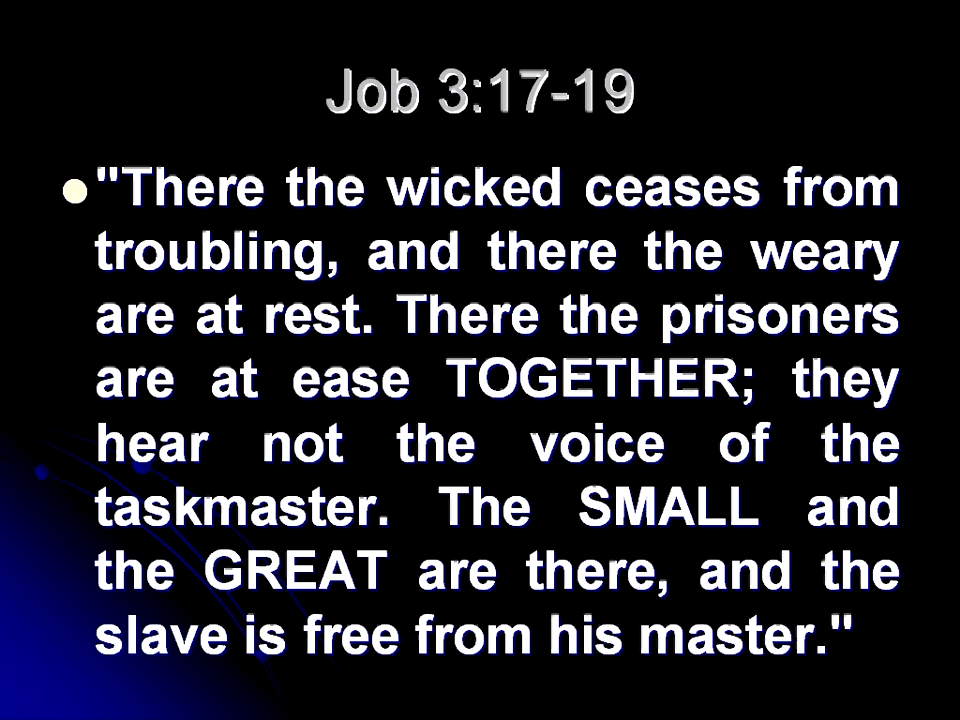 Job 3:17-19
"There the wicked ceases from
troubling, and there the weary
are at rest. There the prisoners
are at ease TOGETHER; they
hear not the voice of the
taskmaster. The SMALL and
the GREAT are there, and the
slave is free from his master."